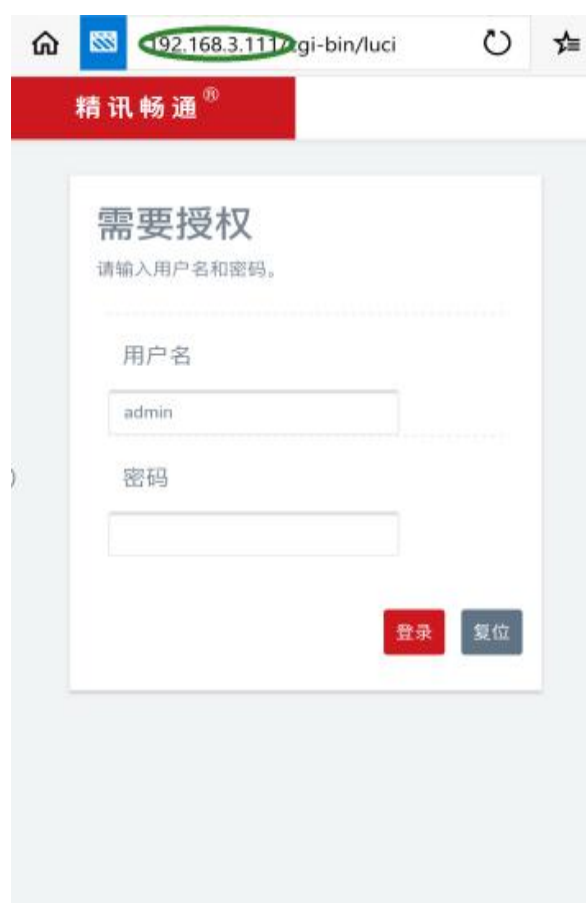 192.168.3.111/cgi-bin/luci
精讯畅通®
需要授权
请输入用户名和密码。
用户名
admin
密码
)
登录
复位